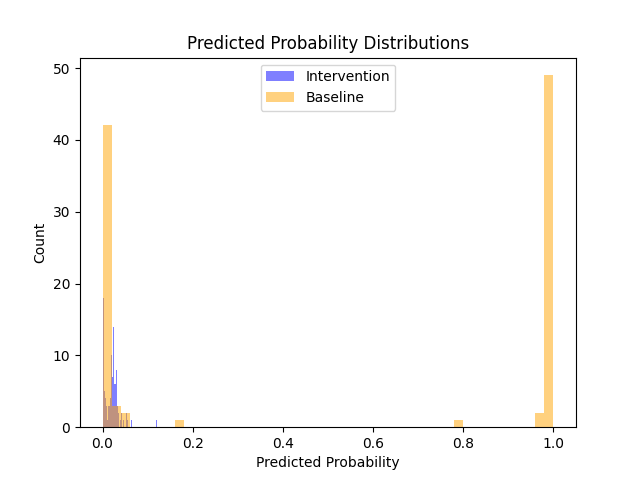 Predicted Probability Distributions
Intervention
Baseline
50
40
30
20
10
0
Count
0.0 0.2 0.4 0.6 0.8 1.0
Predicted Probability